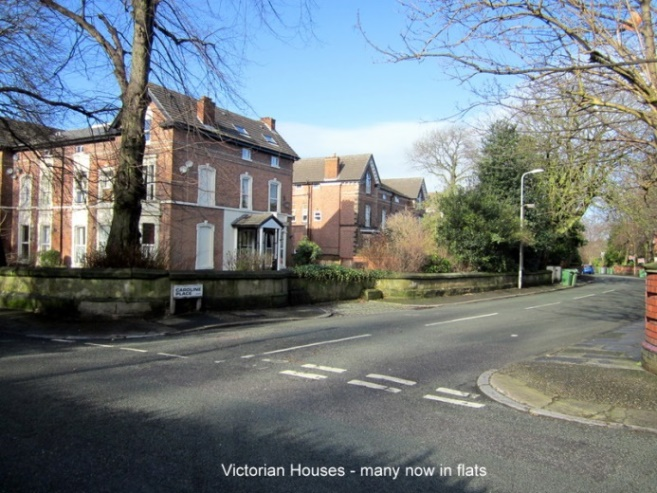 CAROLINE
PLACE
Victorian Houses - many now in flats